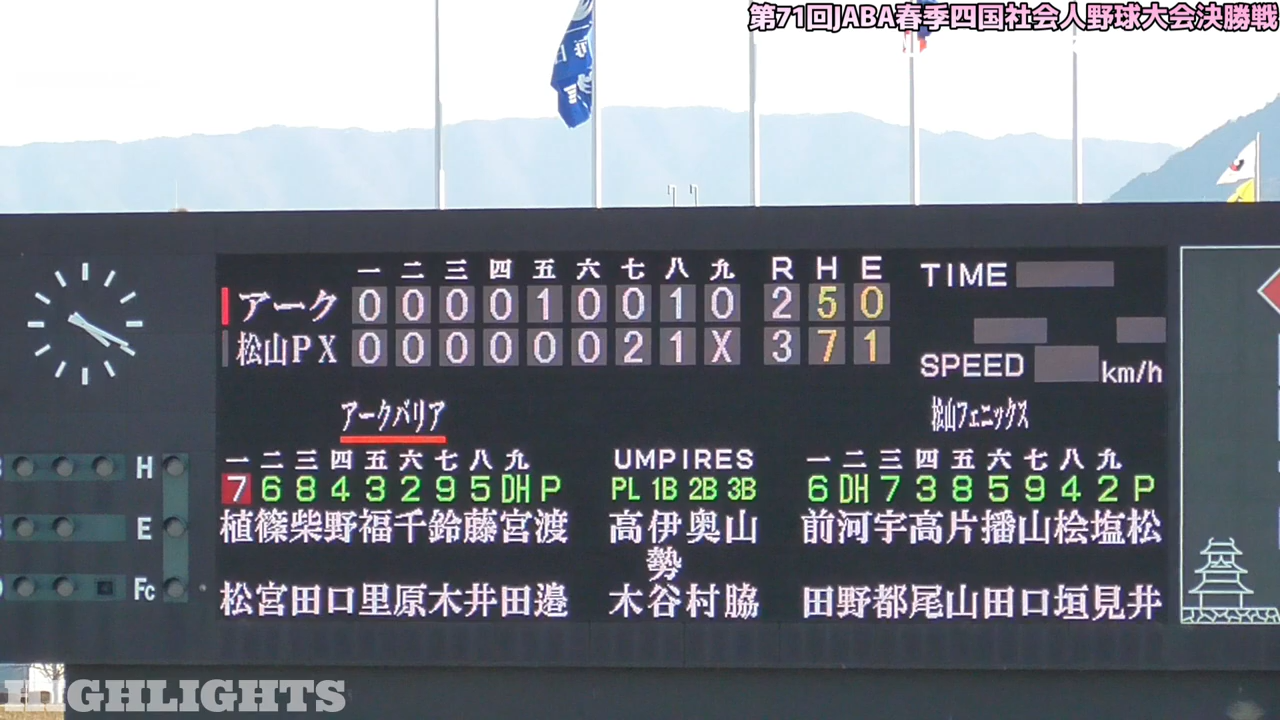 第71回JABA春季四国社会人野球大会決勝戦
一 二 三 四 五 六 七 八 九 R H E
アーク 0 0 0 0 1 0 0 1 0 2 5 0
松山PX 0 0 0 0 0 0 2 1 X 3 7 1
TIME
SPEED km/h
アークバリア
松山フェニックス
一 二 三 四 五 六 七 八 九
7 6 8 4 3 2 9 5 DH P
植 篠 柴 野 福 千 鈴 藤 宮 渡
松 宮 田 口 里 原 木 井 田 邉
UMPIRES
PL 1B 2B 3B
高 伊 奥 山
勢
木 谷 村 脇
一 二 三 四 五 六 七 八 九
6 DH 7 3 8 5 9 4 2 P
前 河 宇 高 片 播 山 桧 塩 松
田 野 都 尾 山 田 口 垣 見 井
H
E
Fc
HIGHLIGHTS